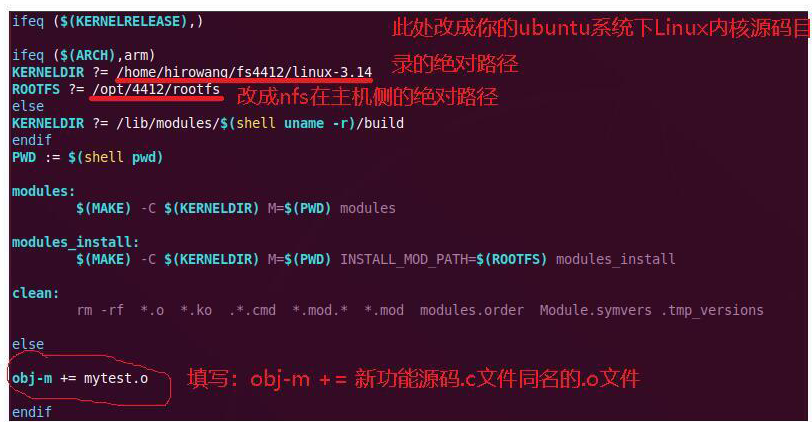 ifeq ($(KERNELRELEASE),)
此处改成你的ubuntu系统下Linux内核源码目
ifeq ($(ARCH),arm)
录的绝对路径
KERNELDIR ?= /home/hirowang/fs4412/linux-3.14
ROOTFS ?= /opt/4412/rootfs
改成nfs在主机侧的绝对路径
else
KERNELDIR ?= /lib/modules/$(shell uname -r)/build
endif
PWD := $(shell pwd)
modules:
$(MAKE) -C $(KERNELDIR) M=$(PWD) modules
modules_install:
$(MAKE) -C $(KERNELDIR) M=$(PWD) INSTALL_MOD_PATH=$(ROOTFS) modules_install
clean:
rm -rf *.o *.ko .*.cmd *.mod.* *.mod modules.order Module.symvers .tmp_versions
else
obj-m += mytest.o
填写：obj-m += 新功能源码.c文件同名的.o文件
endif